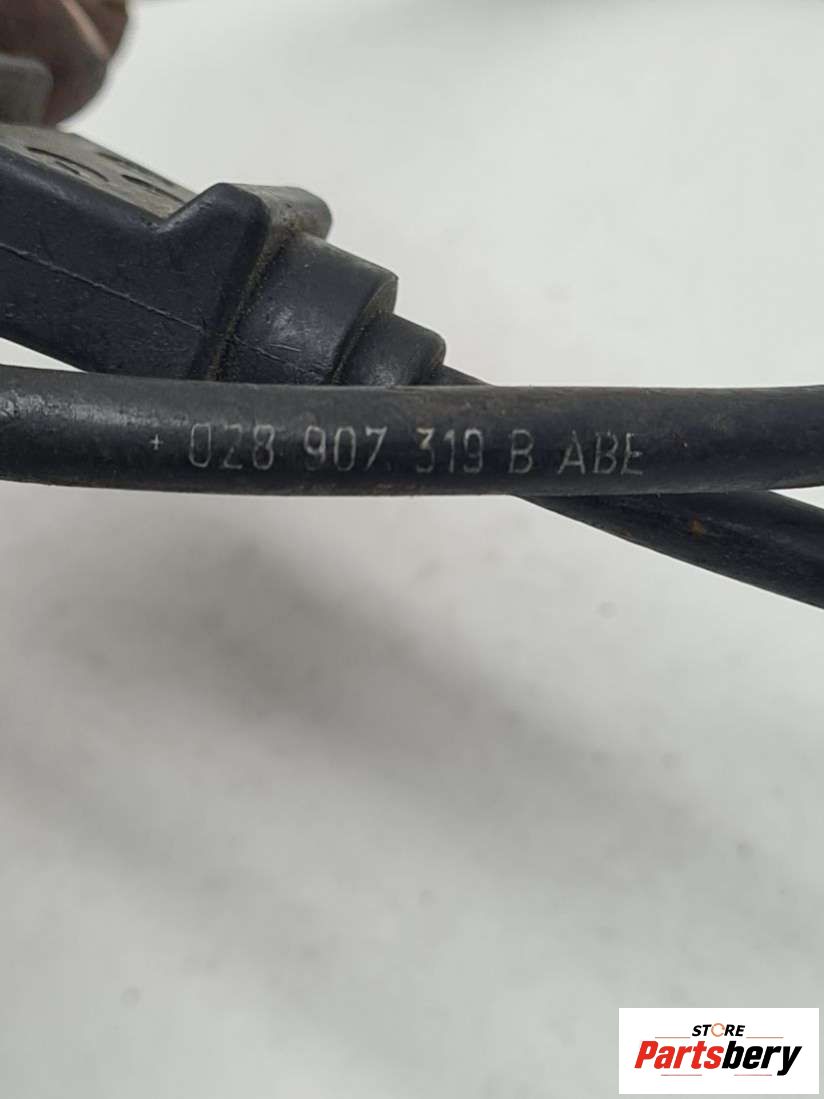 + 028 907 319 B ABE
STORE
Partsbery